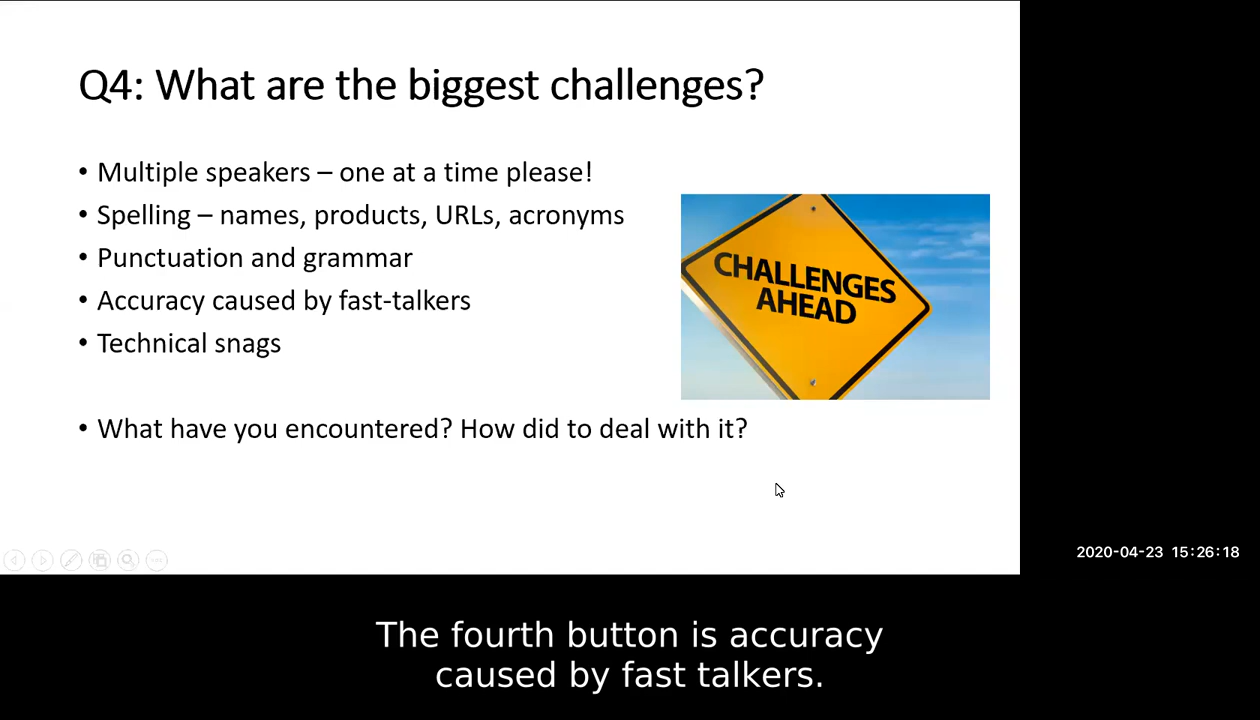 Q4: What are the biggest challenges?
• Multiple speakers – one at a time please!
• Spelling – names, products, URLs, acronyms
• Punctuation and grammar
• Accuracy caused by fast-talkers
• Technical snags
• What have you encountered? How did to deal with it?
CHALLENGES
AHEAD
2020-04-23 15:26:18
The fourth button is accuracy
caused by fast talkers.